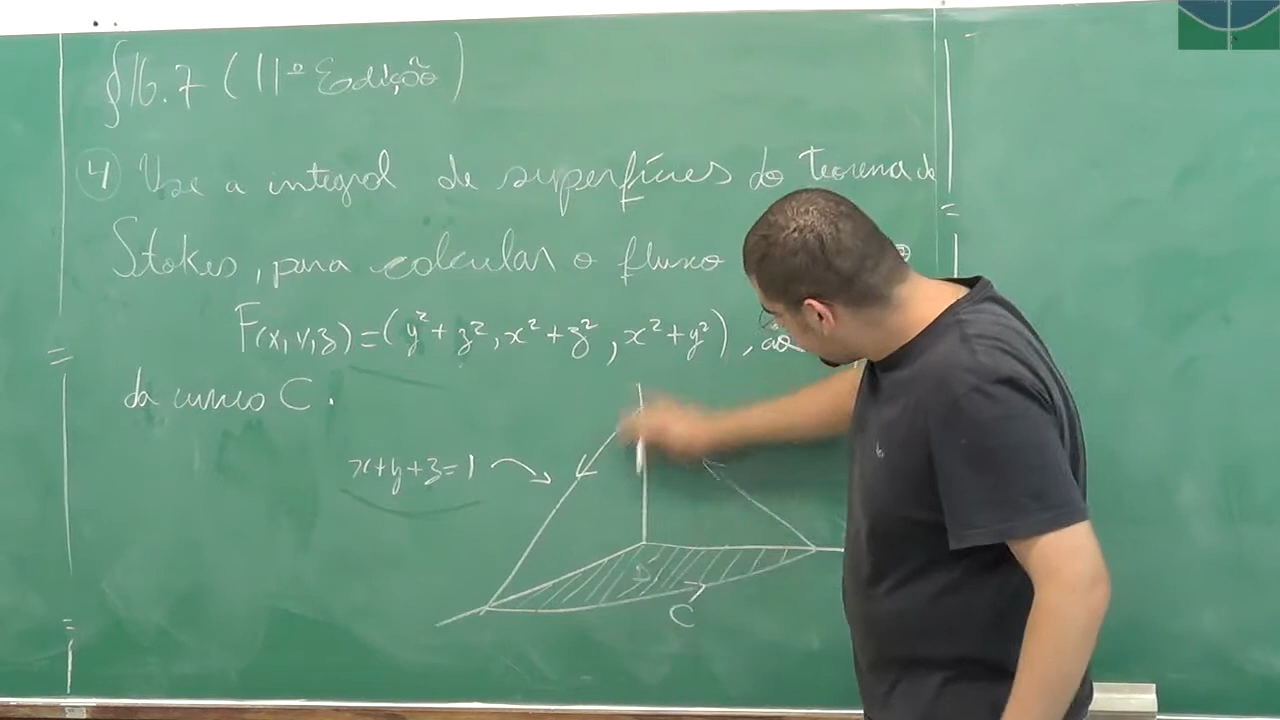 §16.7 (11ª Edição)
4 Use a integral de superfícies do teorema de
Stokes, para calcular o fluxo
F(x,y,z)=(y²+z²,x²+z²,x²+y²), ao
da curva C.
x+y+z=1
D
C